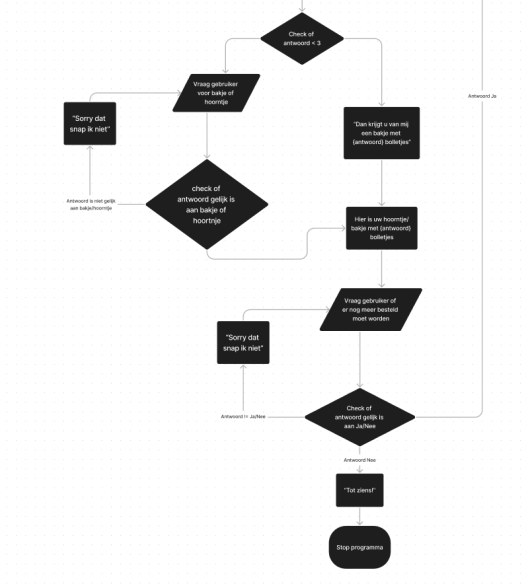 Check of
antwoord < 3
Vraag gebruiker
voor bakje of
hoorntje
Antwoord Ja
"Sorry dat
snap ik niet"
"Dan krijgt u van mij
een bakje met
{antwoord} bolletjes"
check of
antwoord gelijk is
aan bakje of
hoortnje
Antwoord is niet gelijk
aan bakje/hoorntje
Hier is uw hoorntje/
bakje met {antwoord}
bolletjes
Vraag gebruiker of
er nog meer besteld
moet worden
"Sorry dat
snap ik niet"
Check of
antwoord gelijk is
aan Ja/Nee
Antwoord != Ja/Nee
Antwoord Nee
"Tot ziens!"
Stop programma